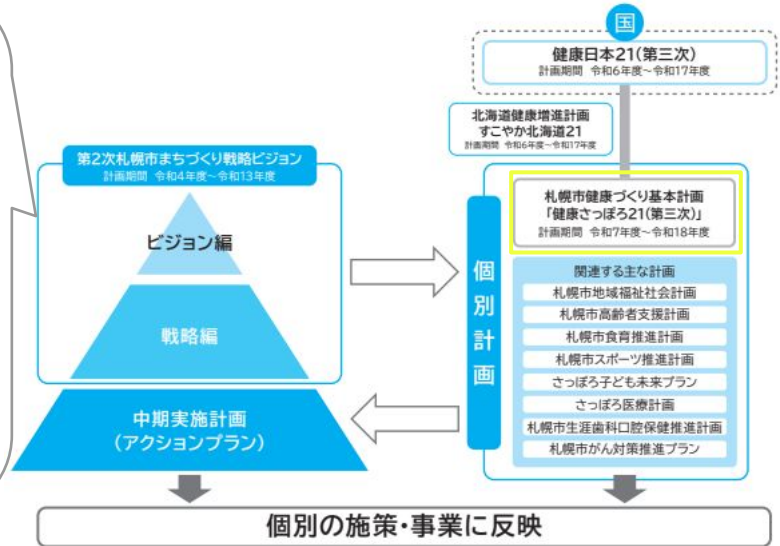 国
健康日本21(第三次)
計画期間 令和6年度～令和17年度
北海道健康増進計画
すこやか北海道21
計画期間 令和6年度～令和17年度
第2次札幌市まちづくり戦略ビジョン
計画期間 令和4年度～令和13年度
ビジョン編
戦略編
中期実施計画
(アクションプラン)
個別計画
札幌市健康づくり基本計画
「健康さっぽろ21(第三次)」
計画期間 令和7年度～令和18年度
関連する主な計画
札幌市地域福祉社会計画
札幌市高齢者支援計画
札幌市食育推進計画
札幌市スポーツ推進計画
さっぽろ子ども未来プラン
さっぽろ医療計画
札幌市生涯歯科口腔保健推進計画
札幌市がん対策推進プラン
個別の施策・事業に反映